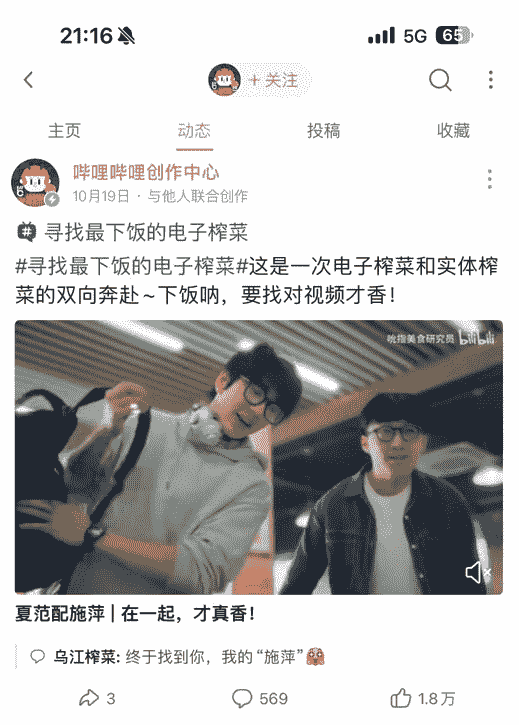 21:16
5G
65
+ 关注
主页
动态
投稿
收藏
哔哩哔哩创作中心
10月19日 · 与他人联合创作
寻找最下饭的电子榨菜
#寻找最下饭的电子榨菜#这是一次电子榨菜和实体榨
菜的双向奔赴~下饭呐，要找对视频才香！
吮指美食研究员 bilibili
夏范配施萍 | 在一起，才真香！
乌江榨菜: 终于找到你，我的“施萍”
3
569
1.8万